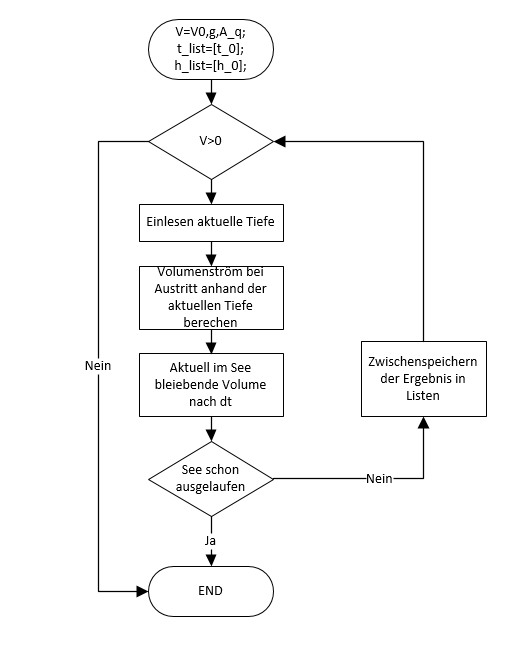 V=V0,g,A_q;
t_list=[t_0];
h_list=[h_0];
V>0
Einlesen aktuelle Tiefe
Volumenström bei
Austritt anhand der
aktuellen Tiefe
berechen
Nein
Aktuell im See
bleiebende Volume
nach dt
Zwischenspeichern
der Ergebnis in
Listen
See schon
ausgelaufen
Nein
Ja
END